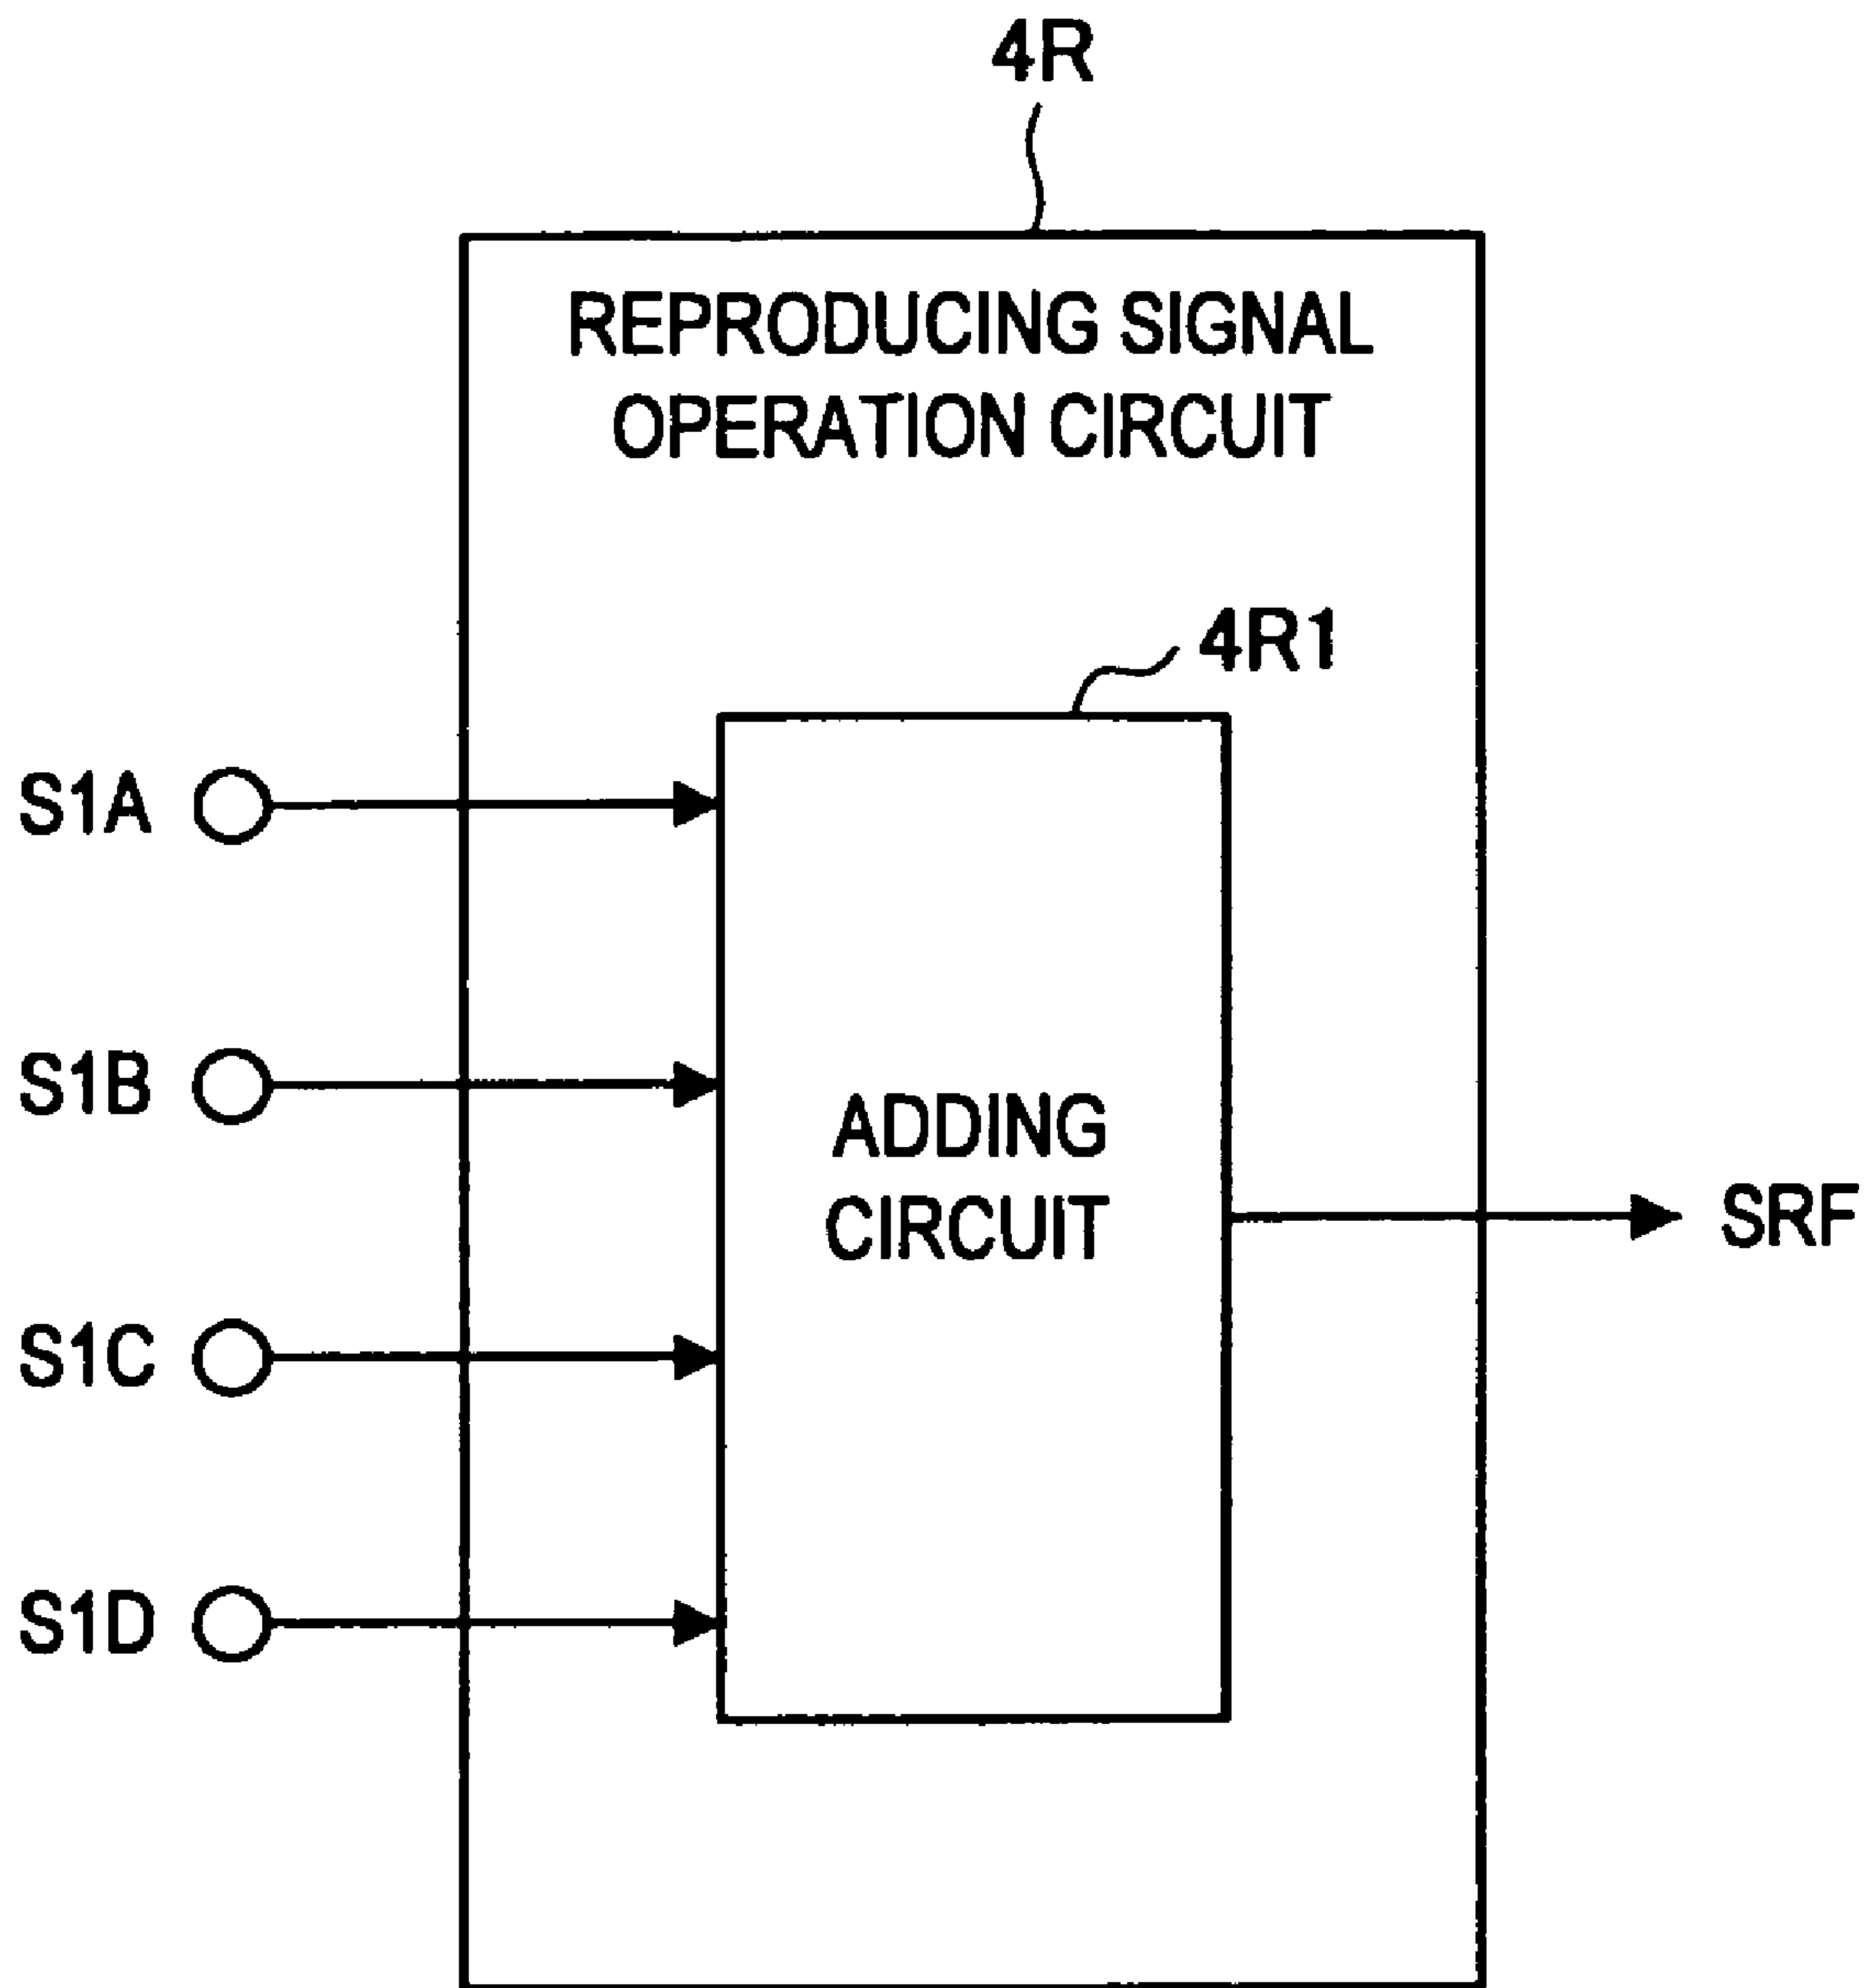 4R
REPRODUCING SIGNAL
OPERATION CIRCUIT
4R1
S1A
S1B
ADDING
CIRCUIT
SRF
S1C
S1D